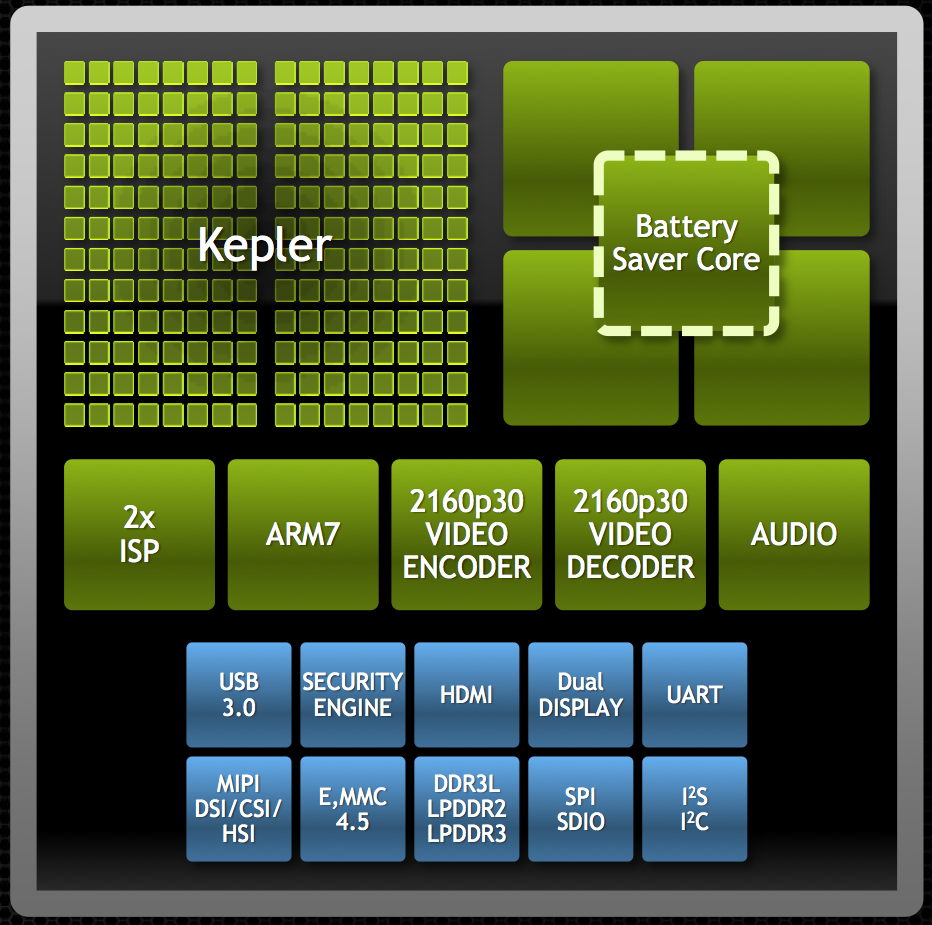 Kepler
Battery
Saver Core
2x
ISP
ARM7
2160p30
VIDEO
ENCODER
2160p30
VIDEO
DECODER
AUDIO
USB
3.0
SECURITY
ENGINE
HDMI
Dual
DISPLAY
UART
MIPI
DSI/CSI/
HSI
E,MMC
4.5
DDR3L
LPDDR2
LPDDR3
SPI
SDIO
I²S
I²C